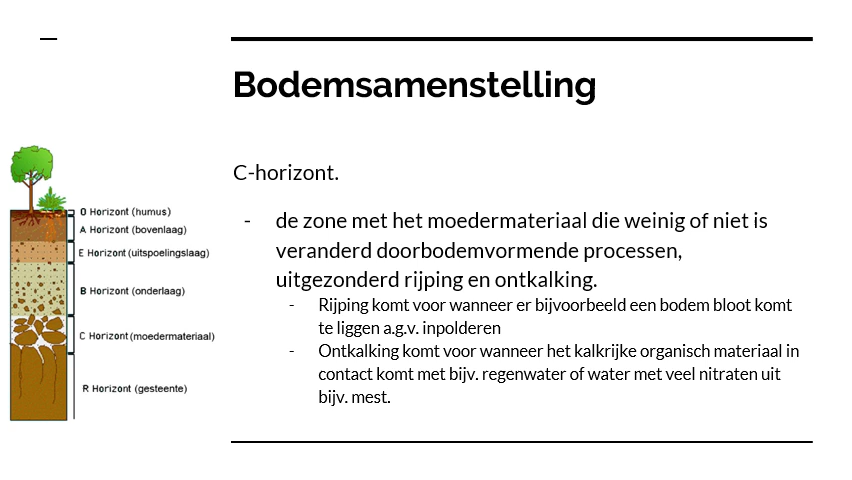 Bodemsamenstelling
C-horizont.
- de zone met het moedermateriaal die weinig of niet is
veranderd doorbodemvormende processen,
uitgezonderd rijping en ontkalking.
- Rijping komt voor wanneer er bijvoorbeeld een bodem bloot komt
te liggen a.g.v. inpolderen
- Ontkalking komt voor wanneer het kalkrijke organisch materiaal in
contact komt met bijv. regenwater of water met veel nitraten uit
bijv. mest.
O Horizont (humus)
A Horizont (bovenlaag)
E Horizont (uitspoelingslaag)
B Horizont (onderlaag)
C Horizont (moedermateriaal)
R Horizont (gesteente)